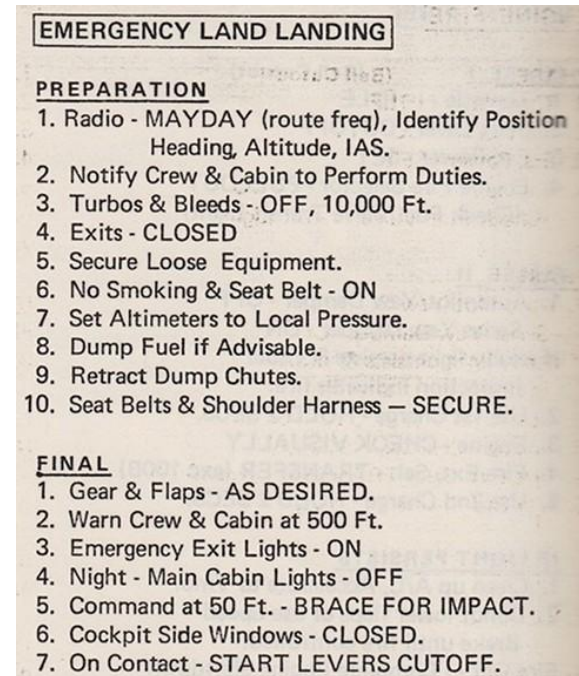 EMERGENCY LAND LANDING
PREPARATION
1. Radio - MAYDAY (route freq), Identify Position
Heading, Altitude, IAS.
2. Notify Crew & Cabin to Perform Duties.
3. Turbos & Bleeds - OFF, 10,000 Ft.
4. Exits - CLOSED
5. Secure Loose Equipment.
6. No Smoking & Seat Belt - ON
7. Set Altimeters to Local Pressure.
8. Dump Fuel if Advisable.
9. Retract Dump Chutes.
10. Seat Belts & Shoulder Harness — SECURE.
FINAL
1. Gear & Flaps - AS DESIRED.
2. Warn Crew & Cabin at 500 Ft.
3. Emergency Exit Lights - ON
4. Night - Main Cabin Lights - OFF
5. Command at 50 Ft. - BRACE FOR IMPACT.
6. Cockpit Side Windows - CLOSED.
7. On Contact - START LEVERS CUTOFF.